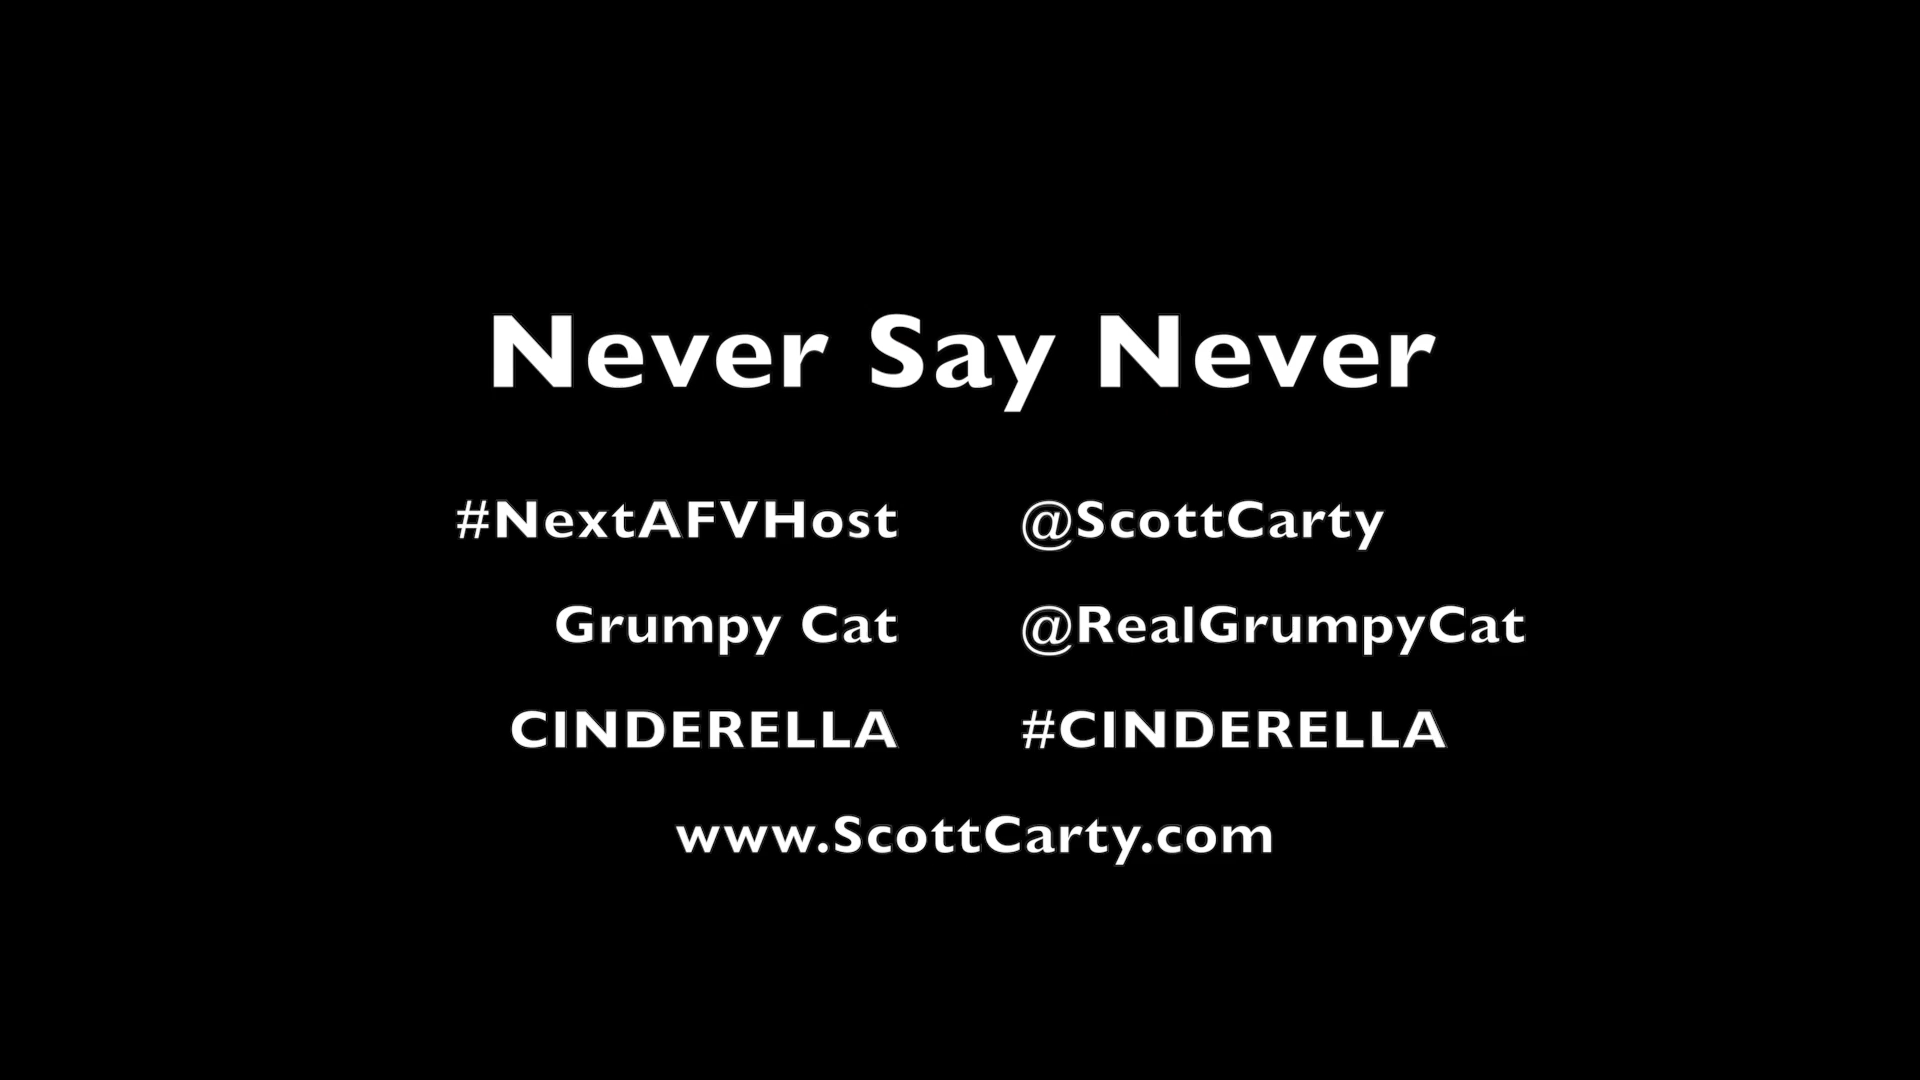 Never Say Never
#NextAFVHost @ScottCarty
Grumpy Cat @RealGrumpyCat
CINDERELLA #CINDERELLA
www.ScottCarty.com